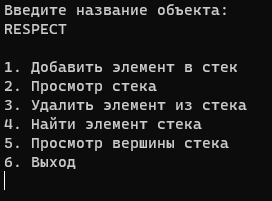 Введите название объекта:
RESPECT
1. Добавить элемент в стек
2. Просмотр стека
3. Удалить элемент из стека
4. Найти элемент стека
5. Просмотр вершины стека
6. Выход